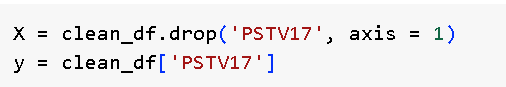 X = clean_df.drop('PSTV17', axis = 1)
y = clean_df['PSTV17']